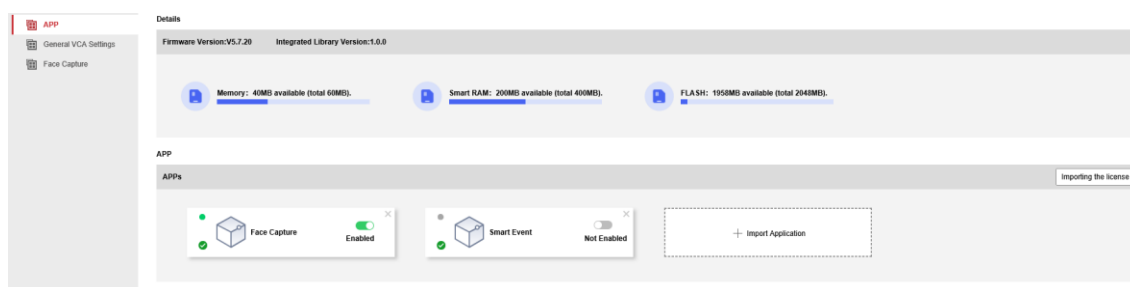 APP
General VCA Settings
Face Capture
Details
Firmware Version:V5.7.20 Integrated Library Version:1.0.0
Memory: 40MB available (total 60MB). Smart RAM: 200MB available (total 400MB). FLASH: 1958MB available (total 2048MB).
APP
APPs Importing the license
Face Capture Enabled
Smart Event Not Enabled
Import Application